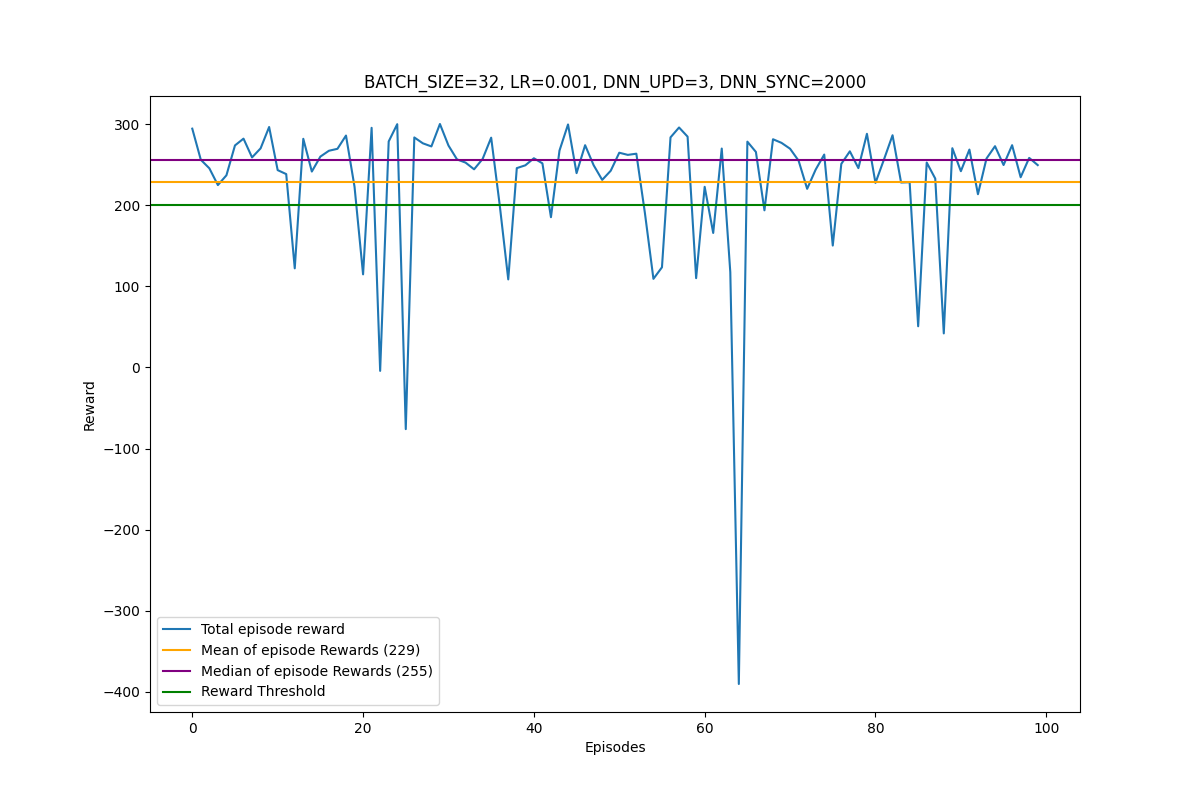 BATCH_SIZE=32, LR=0.001, DNN_UPD=3, DNN_SYNC=2000
300
200
100
0
−100
−200
−300
−400
Reward
Total episode reward
Mean of episode Rewards (229)
Median of episode Rewards (255)
Reward Threshold
0 20 40 60 80 100
Episodes